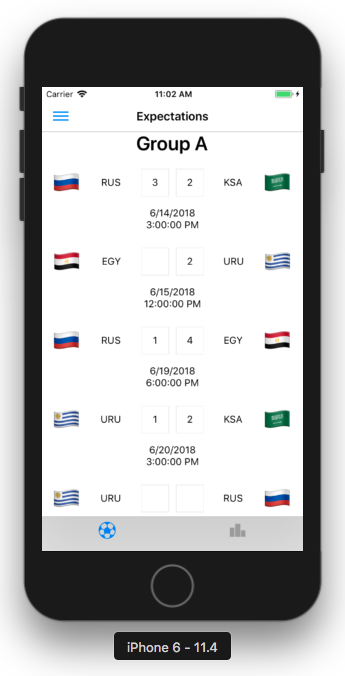 Carrier 11:02 AM
Expectations
Group A
RUS 3 2 KSA
6/14/2018
3:00:00 PM
EGY 2 URU
6/15/2018
12:00:00 PM
RUS 1 4 EGY
6/19/2018
6:00:00 PM
URU 1 2 KSA
6/20/2018
3:00:00 PM
URU RUS
iPhone 6 - 11.4